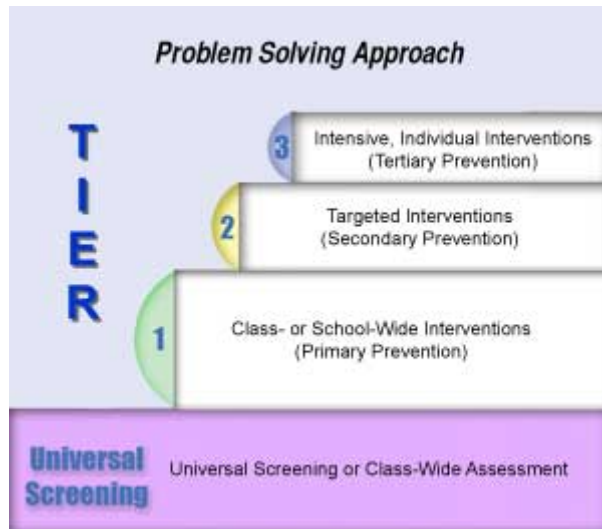 Problem Solving Approach
TIER
3
Intensive, Individual Interventions
(Tertiary Prevention)
2
Targeted Interventions
(Secondary Prevention)
1
Class- or School-Wide Interventions
(Primary Prevention)
Universal
Screening
Universal Screening or Class-Wide Assessment